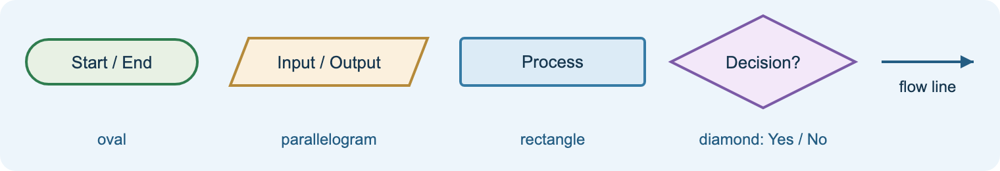 Start / End
Input / Output
Process
Decision?
flow line
oval
parallelogram
rectangle
diamond: Yes / No